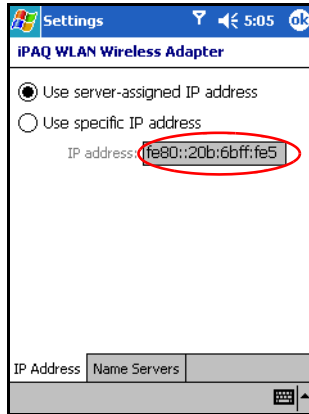 Settings 5:05 ok
iPAQ WLAN Wireless Adapter
Use server-assigned IP address
Use specific IP address
IP address: fe80::20b:6bff:fe5
IP Address Name Servers